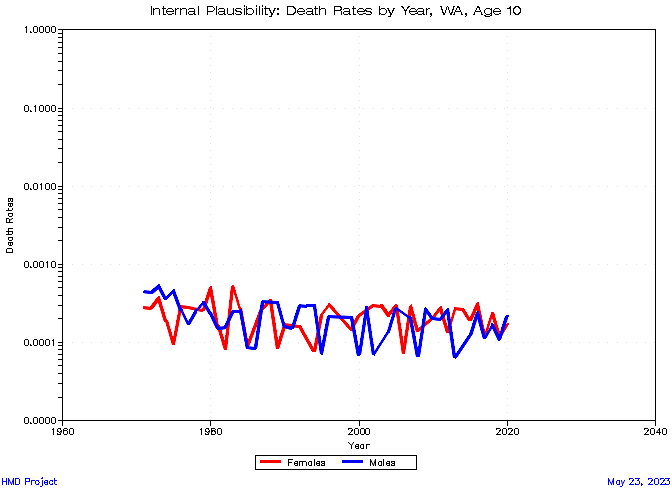 Internal Plausibility: Death Rates by Year, WA, Age 10
1.0000
0.1000
0.0100
0.0010
0.0001
0.0000
Death Rates
1960 1980 2000 2020 2040
Year
Females Males
HMD Project May 23, 2023